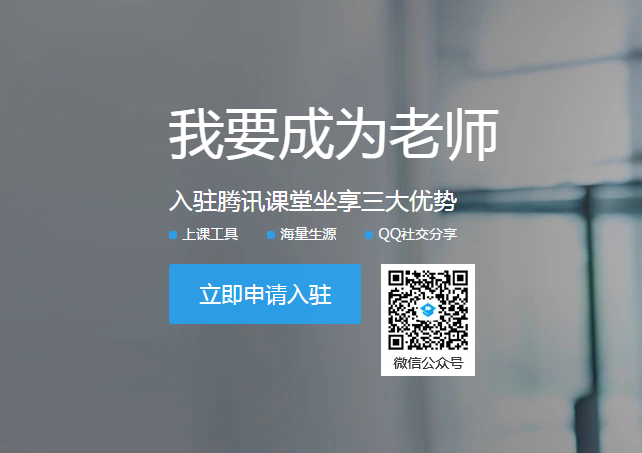 我要成为老师
入驻腾讯课堂坐享三大优势
上课工具 海量生源 QQ社交分享
立即申请入驻
微信公众号